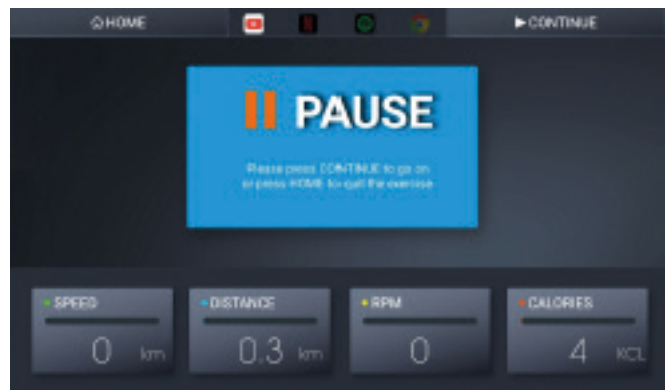 HOME
CONTINUE
PAUSE
Please press CONTINUE to go on
or press HOME to quit the exercise
SPEED
DISTANCE
RPM
CALORIES
0 km
0.3 km
0
4 KCL